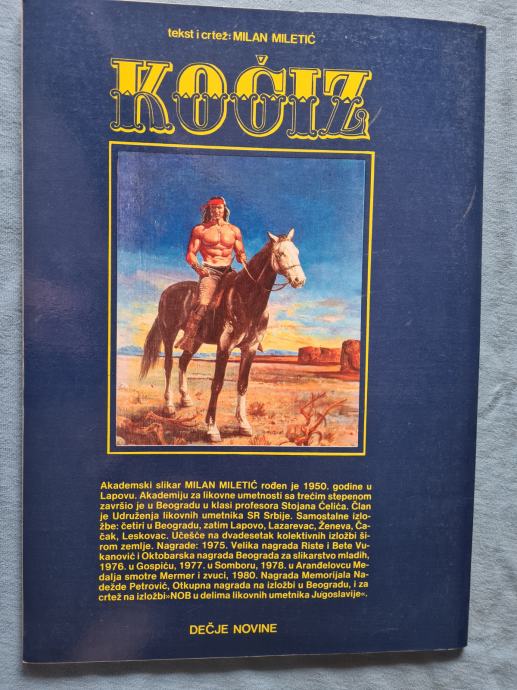 tekst i crtež: MILAN MILETIĆ
KOČIZ
Akademski slikar MILAN MILETIĆ rođen je 1950. godine u
Lapovu. Akademiju za likovne umetnosti sa trećim stepenom
završio je u Beogradu u klasi profesora Stojana Ćelića. Član
je Udruženja likovnih umetnika SR Srbije. Samostalne izlo-
žbe: četiri u Beogradu, zatim Lapovo, Lazarevac, Ženeva, Ča-
čak, Leskovac. Učešće na dvadesetak kolektivnih izložbi ši-
rom zemlje. Nagrade: 1975. Velika nagrada Riste i Bete Vu-
kanović i Oktobarska nagrada Beograda za slikarstvo mladih,
1976. u Gospiću, 1977. u Somboru, 1978. u Aranđelovcu Me-
dalja smotre Mermer i zvuci, 1980. Nagrada Memorijala Na-
dežde Petrović, Otkupna nagrada na izložbi u Beogradu, i za
crtež na izložbi»NOB u delima likovnih umetnika Jugoslavije«.
DEČJE NOVINE